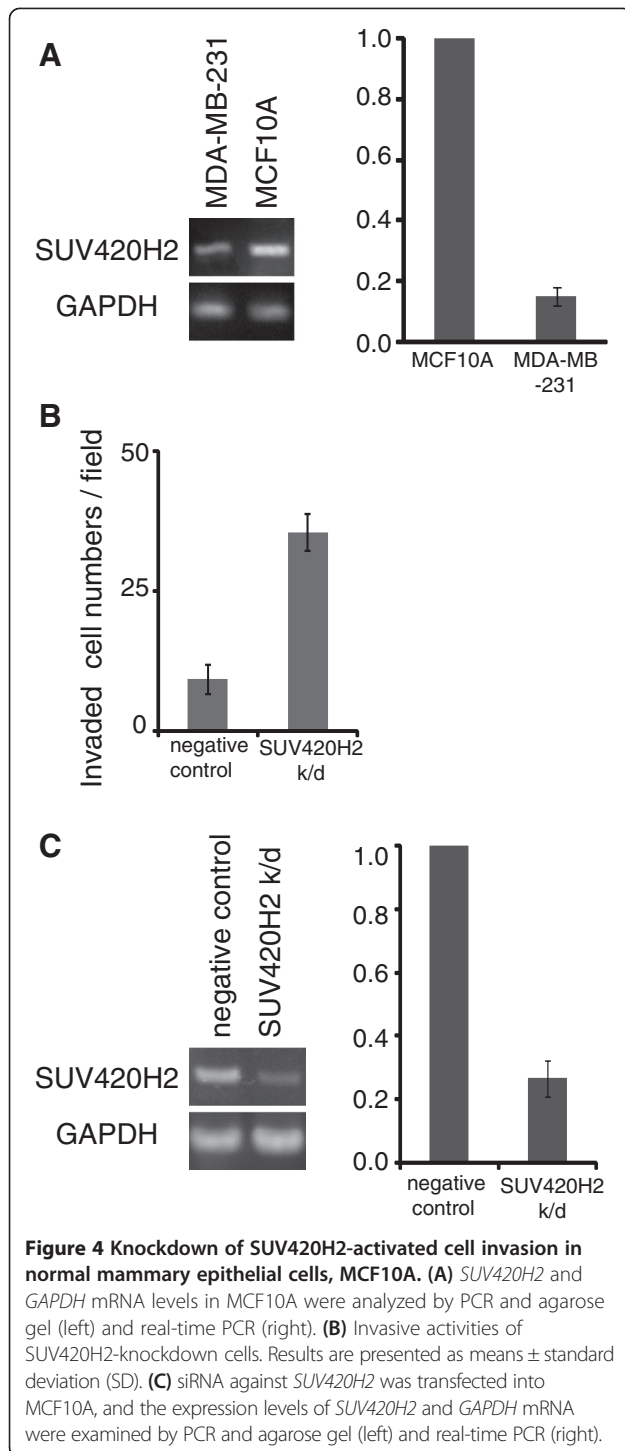 A
MDA-MB-231
MCF10A
SUV420H2
GAPDH
1.0
0.8
0.6
0.4
0.2
0.0
MCF10A
MDA-MB
-231
B
Invaded cell numbers / field
50
25
0
negative
control
SUV420H2
k/d
C
negative control
SUV420H2 k/d
SUV420H2
GAPDH
1.0
0.8
0.6
0.4
0.2
0.0
negative
control
SUV420H2
k/d
Figure 4 Knockdown of SUV420H2-activated cell invasion in
normal mammary epithelial cells, MCF10A. (A) SUV420H2 and
GAPDH mRNA levels in MCF10A were analyzed by PCR and agarose
gel (left) and real-time PCR (right). (B) Invasive activities of
SUV420H2-knockdown cells. Results are presented as means ± standard
deviation (SD). (C) siRNA against SUV420H2 was transfected into
MCF10A, and the expression levels of SUV420H2 and GAPDH mRNA
were examined by PCR and agarose gel (left) and real-time PCR (right).